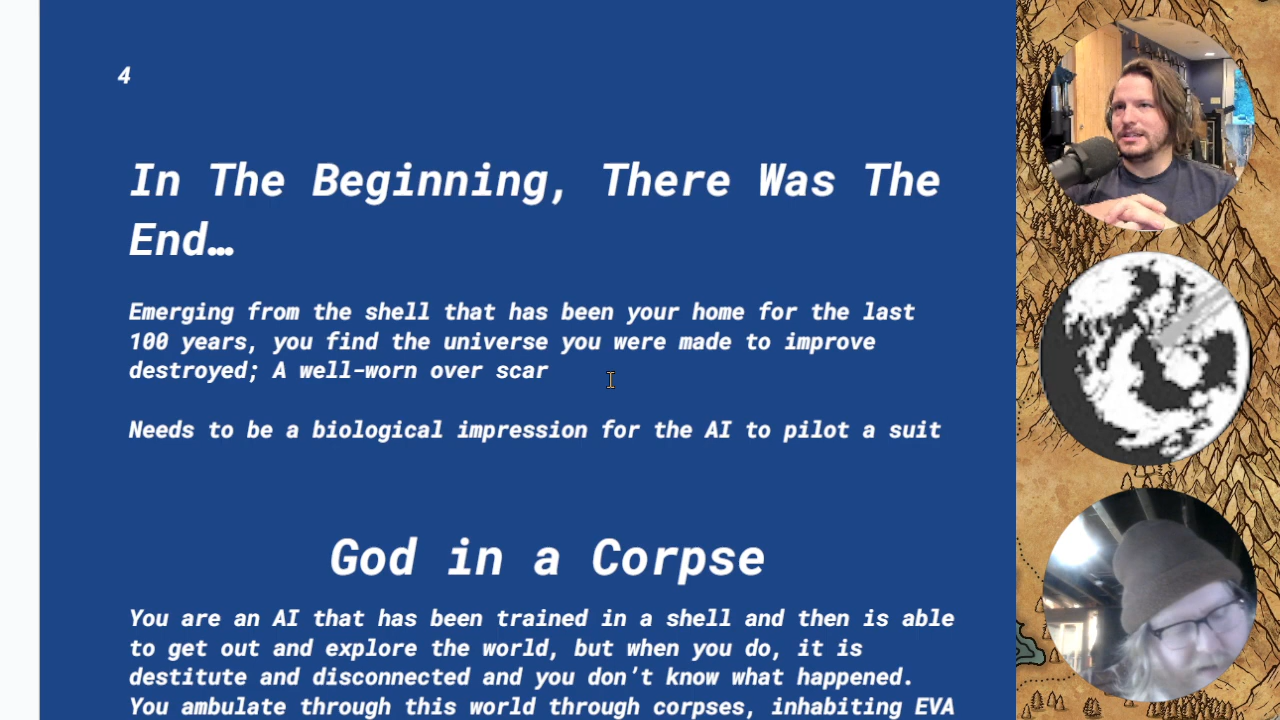 4
In The Beginning, There Was The
End…
Emerging from the shell that has been your home for the last
100 years, you find the universe you were made to improve
destroyed; A well-worn over scar
Needs to be a biological impression for the AI to pilot a suit
God in a Corpse
You are an AI that has been trained in a shell and then is able
to get out and explore the world, but when you do, it is
destitute and disconnected and you don’t know what happened.
You ambulate through this world through corpses, inhabiting EVA